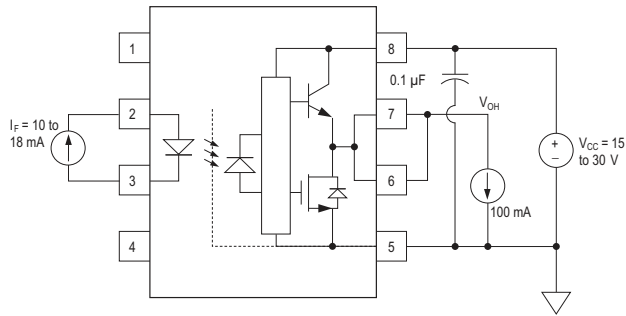 1
8
0.1 µF
I_F = 10 to
18 mA
2
7
V_OH
+
–
V_CC = 15
to 30 V
3
6
100 mA
4
5